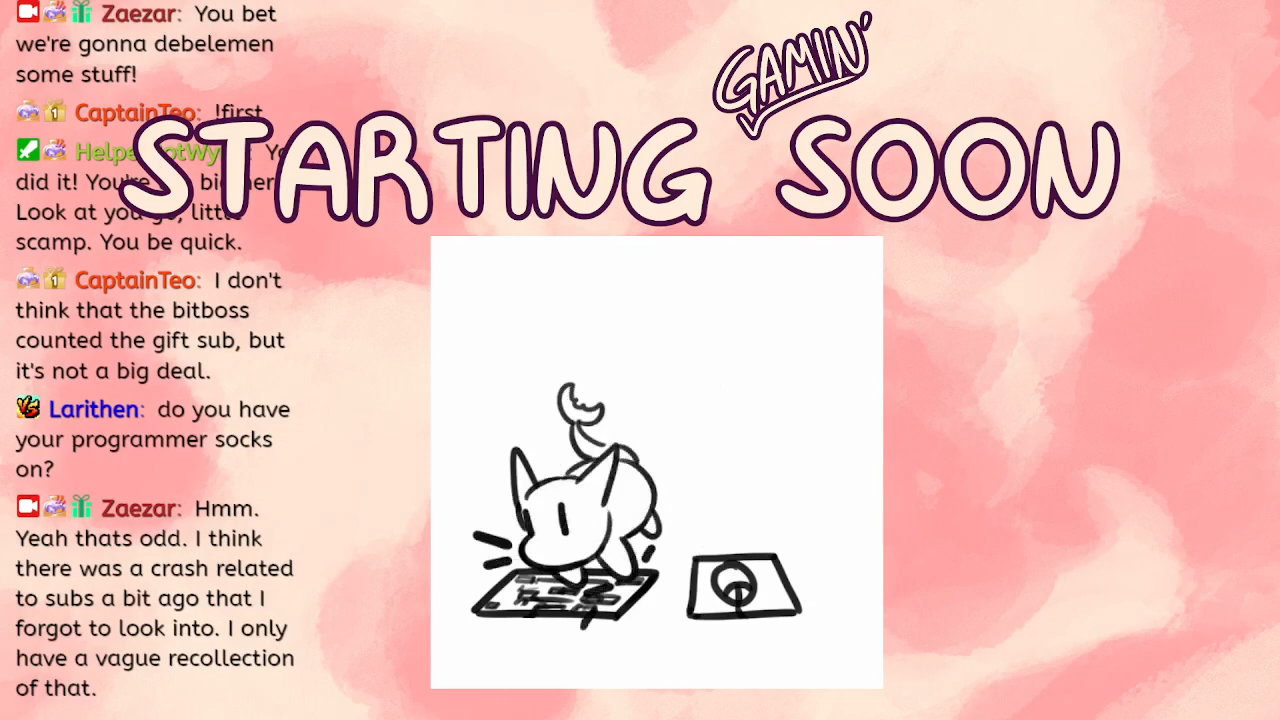 Zaezar: You bet
we're gonna debelemen
some stuff!
CaptainTeo: !first
did it! You're
Look at you go, little
scamp. You be quick.
1 CaptainTeo: I don't
think that the bitboss
counted the gift sub, but
it's not a big deal.
VS Larithen: do you have
your programmer socks
on?
Zaezar: Hmm.
Yeah thats odd. I think
there was a crash related
to subs a bit ago that I
forgot to look into. I only
have a vague recollection
of that.
GAMIN'
STARTING SOON